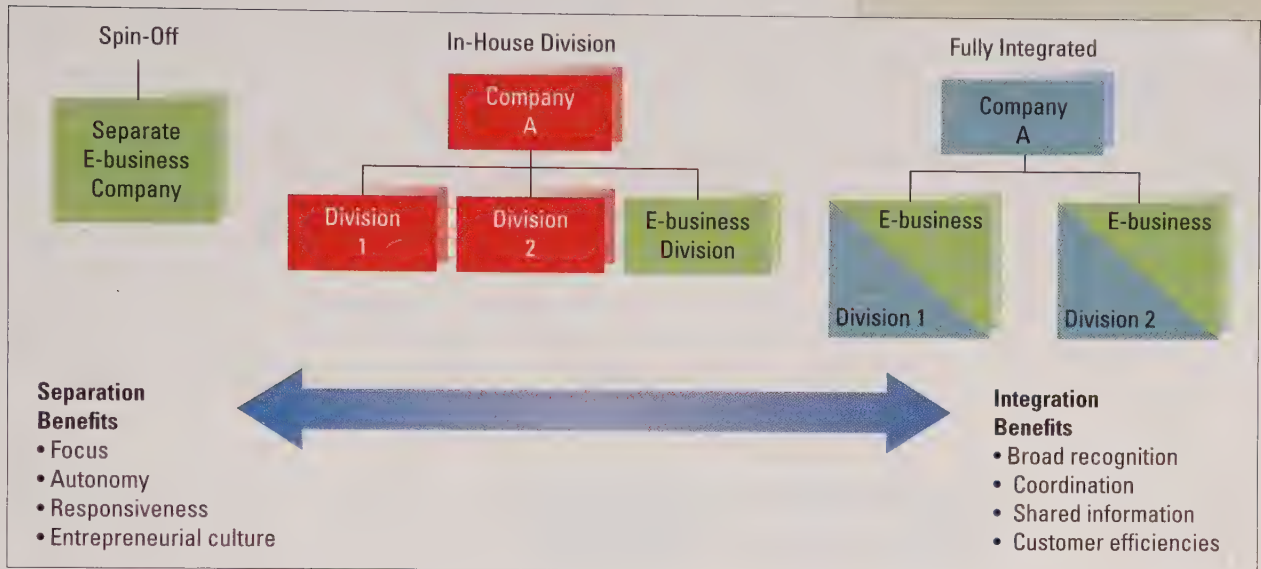 Spin-Off
Separate
E-business
Company
In-House Division
Company
A
Division
1
Division
2
E-business
Division
Fully Integrated
Company
A
E-business
Division 1
E-business
Division 2
Separation
Benefits
• Focus
• Autonomy
• Responsiveness
• Entrepreneurial culture
Integration
Benefits
• Broad recognition
• Coordination
• Shared information
• Customer efficiencies